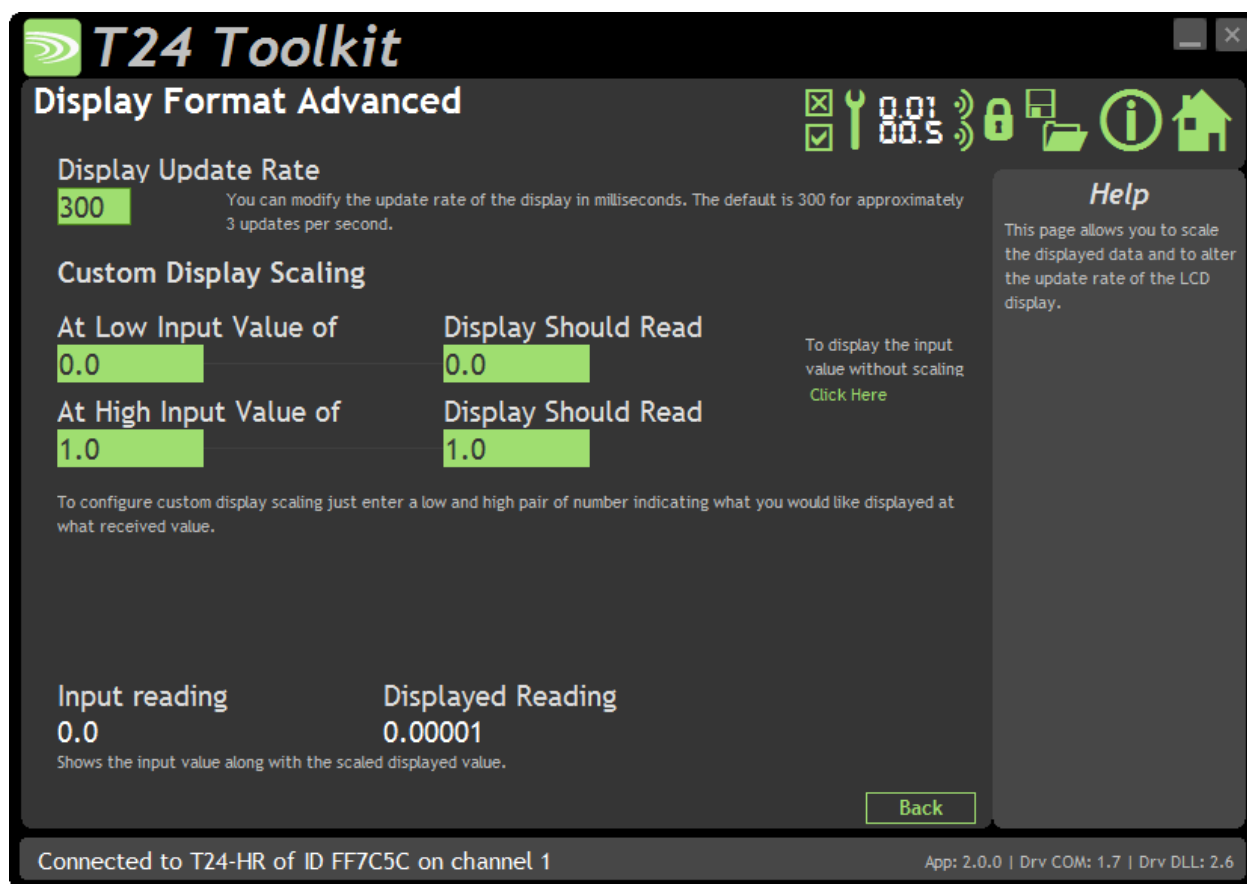 T24 Toolkit
Display Format Advanced
0.01
00.5
Display Update Rate
300
You can modify the update rate of the display in milliseconds. The default is 300 for approximately
3 updates per second.
Custom Display Scaling
At Low Input Value of
Display Should Read
0.0
0.0
At High Input Value of
Display Should Read
1.0
1.0
To display the input
value without scaling
Click Here
To configure custom display scaling just enter a low and high pair of number indicating what you would like displayed at
what received value.
Input reading
Displayed Reading
0.0
0.00001
Shows the input value along with the scaled displayed value.
Back
Help
This page allows you to scale
the displayed data and to alter
the update rate of the LCD
display.
Connected to T24-HR of ID FF7C5C on channel 1
App: 2.0.0 | Drv COM: 1.7 | Drv DLL: 2.6